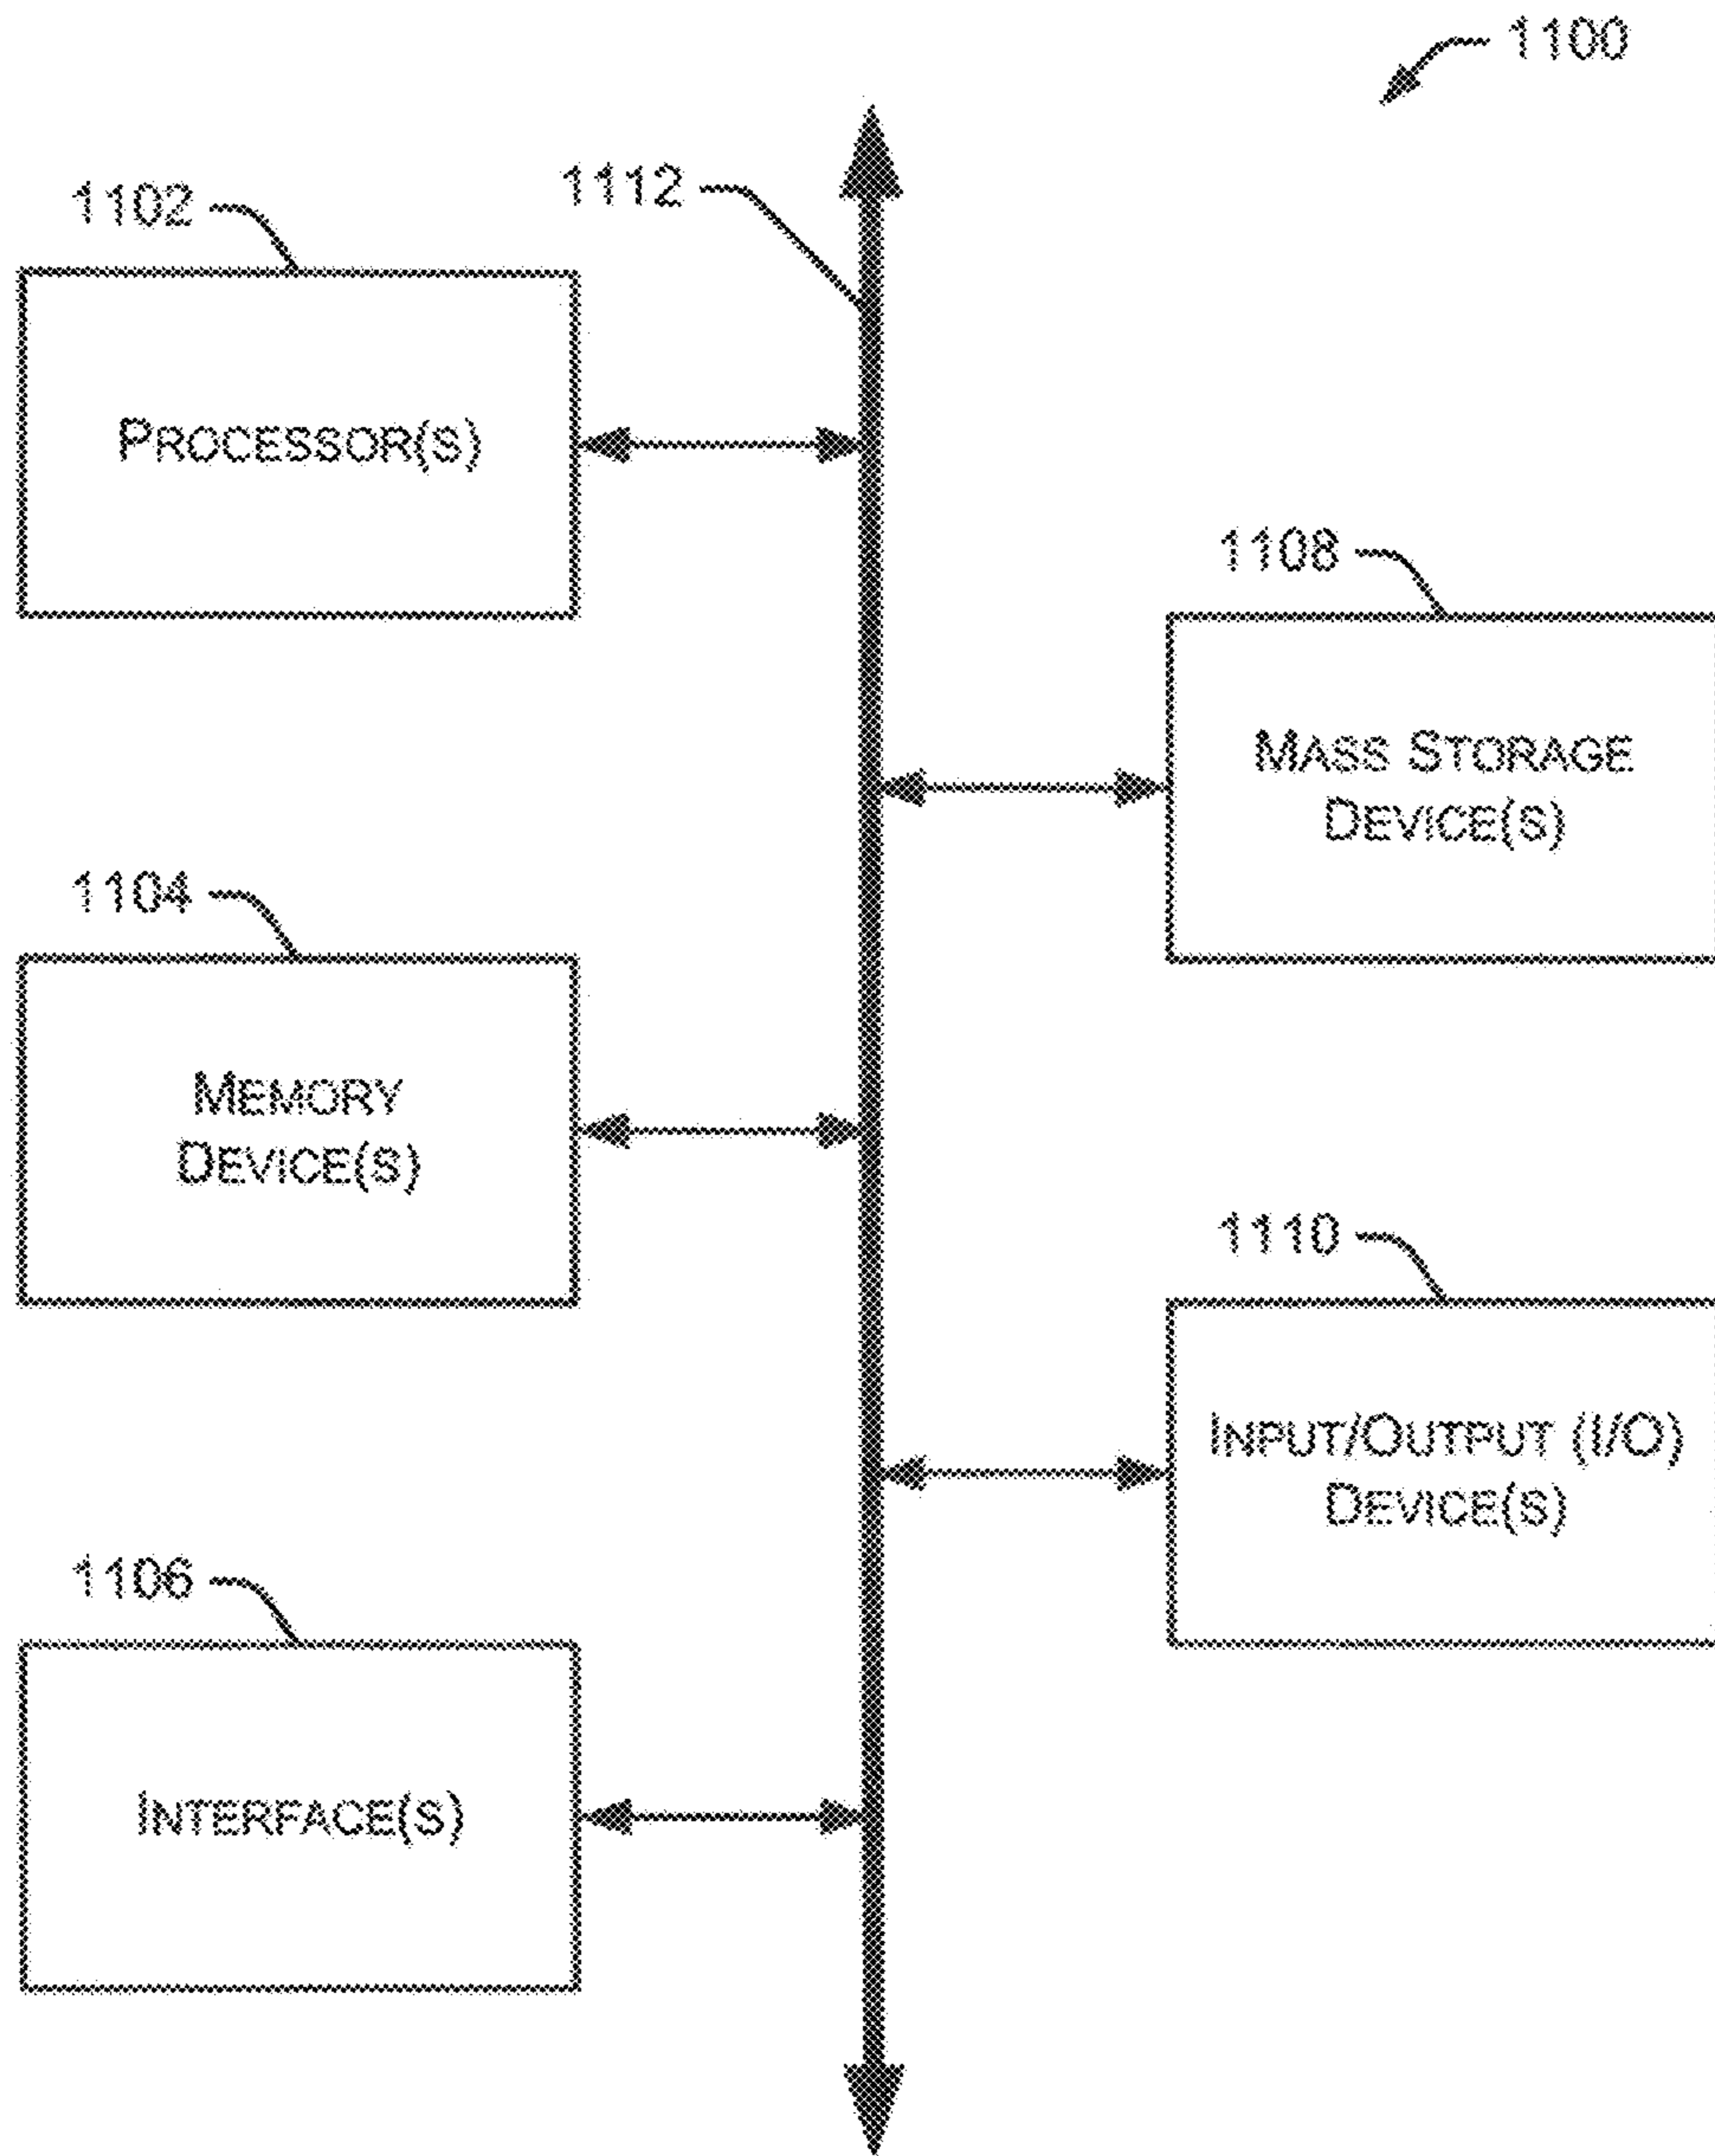 1100
1112
1102
PROCESSOR(S)
1108
MASS STORAGE
DEVICE(S)
1104
MEMORY
DEVICE(S)
1110
INPUT/OUTPUT (I/O)
DEVICE(S)
1106
INTERFACE(S)